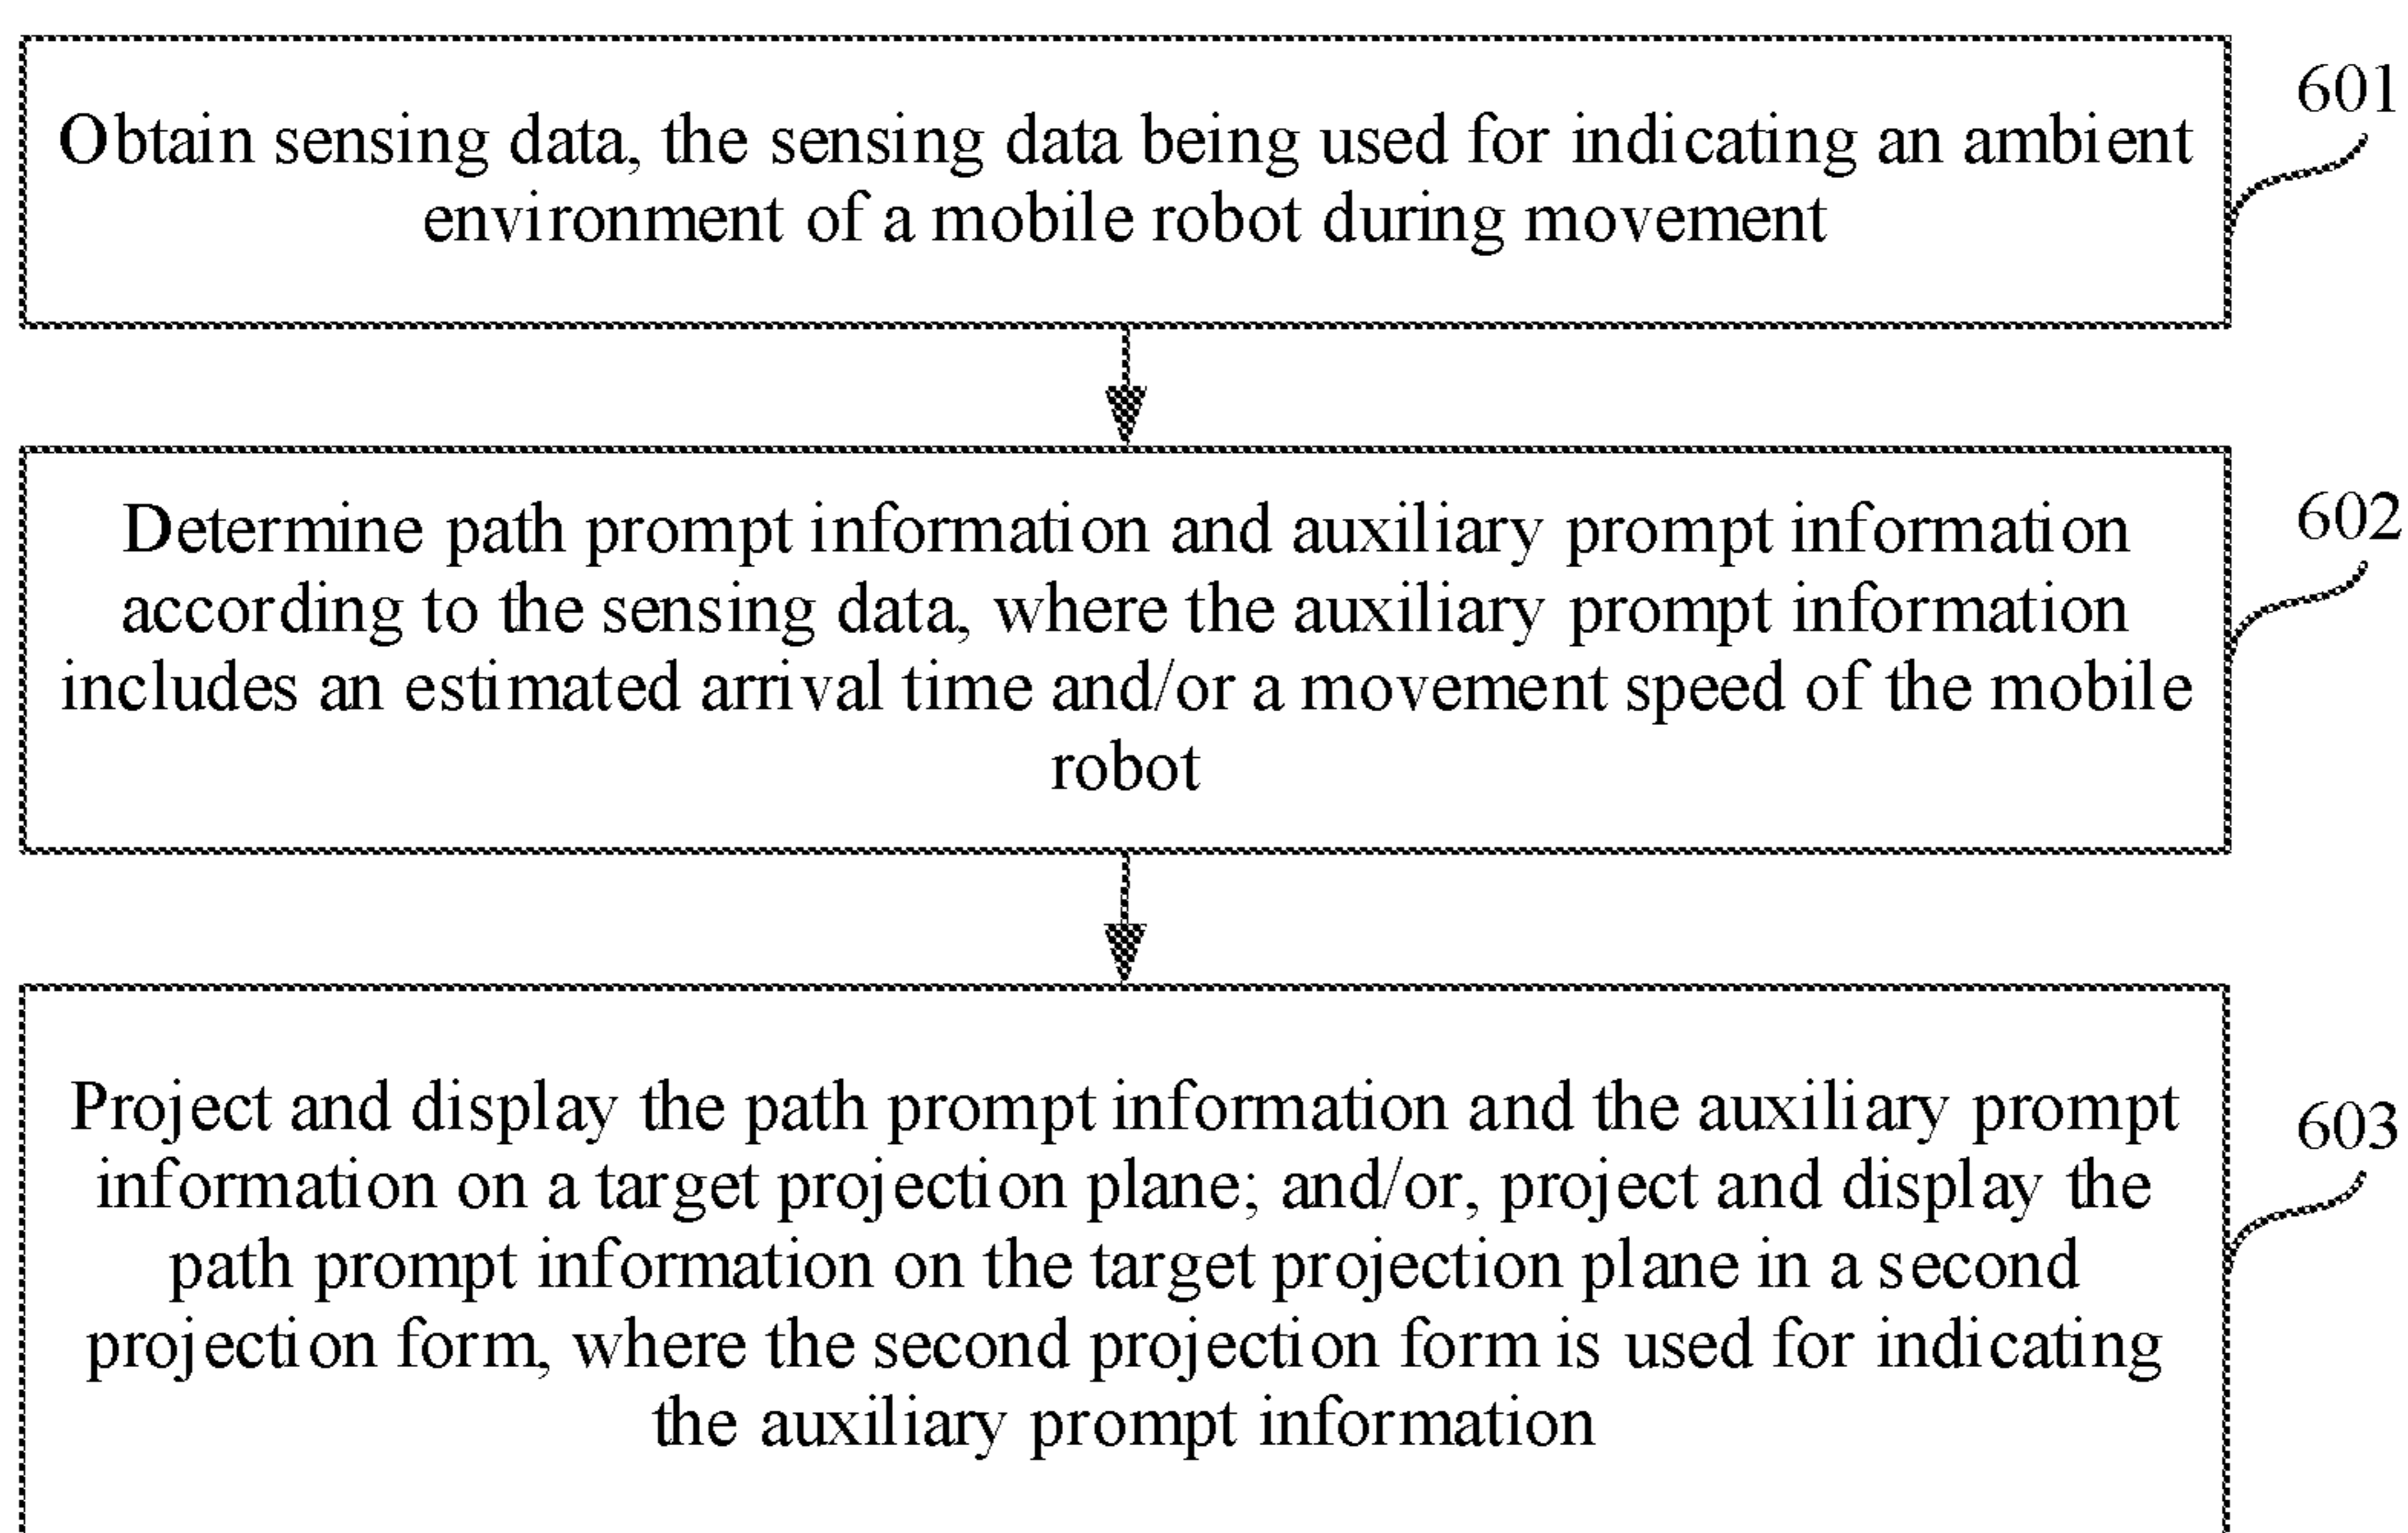 601
Obtain sensing data, the sensing data being used for indicating an ambient
environment of a mobile robot during movement
602
Determine path prompt information and auxiliary prompt information
according to the sensing data, where the auxiliary prompt information
includes an estimated arrival time and/or a movement speed of the mobile
robot
Project and display the path prompt information and the auxiliary prompt
603
information on a target projection plane; and/or, project and display the
path prompt information on the target projection plane in a second
projection form, where the second projection form is used for indicating
the auxiliary prompt information